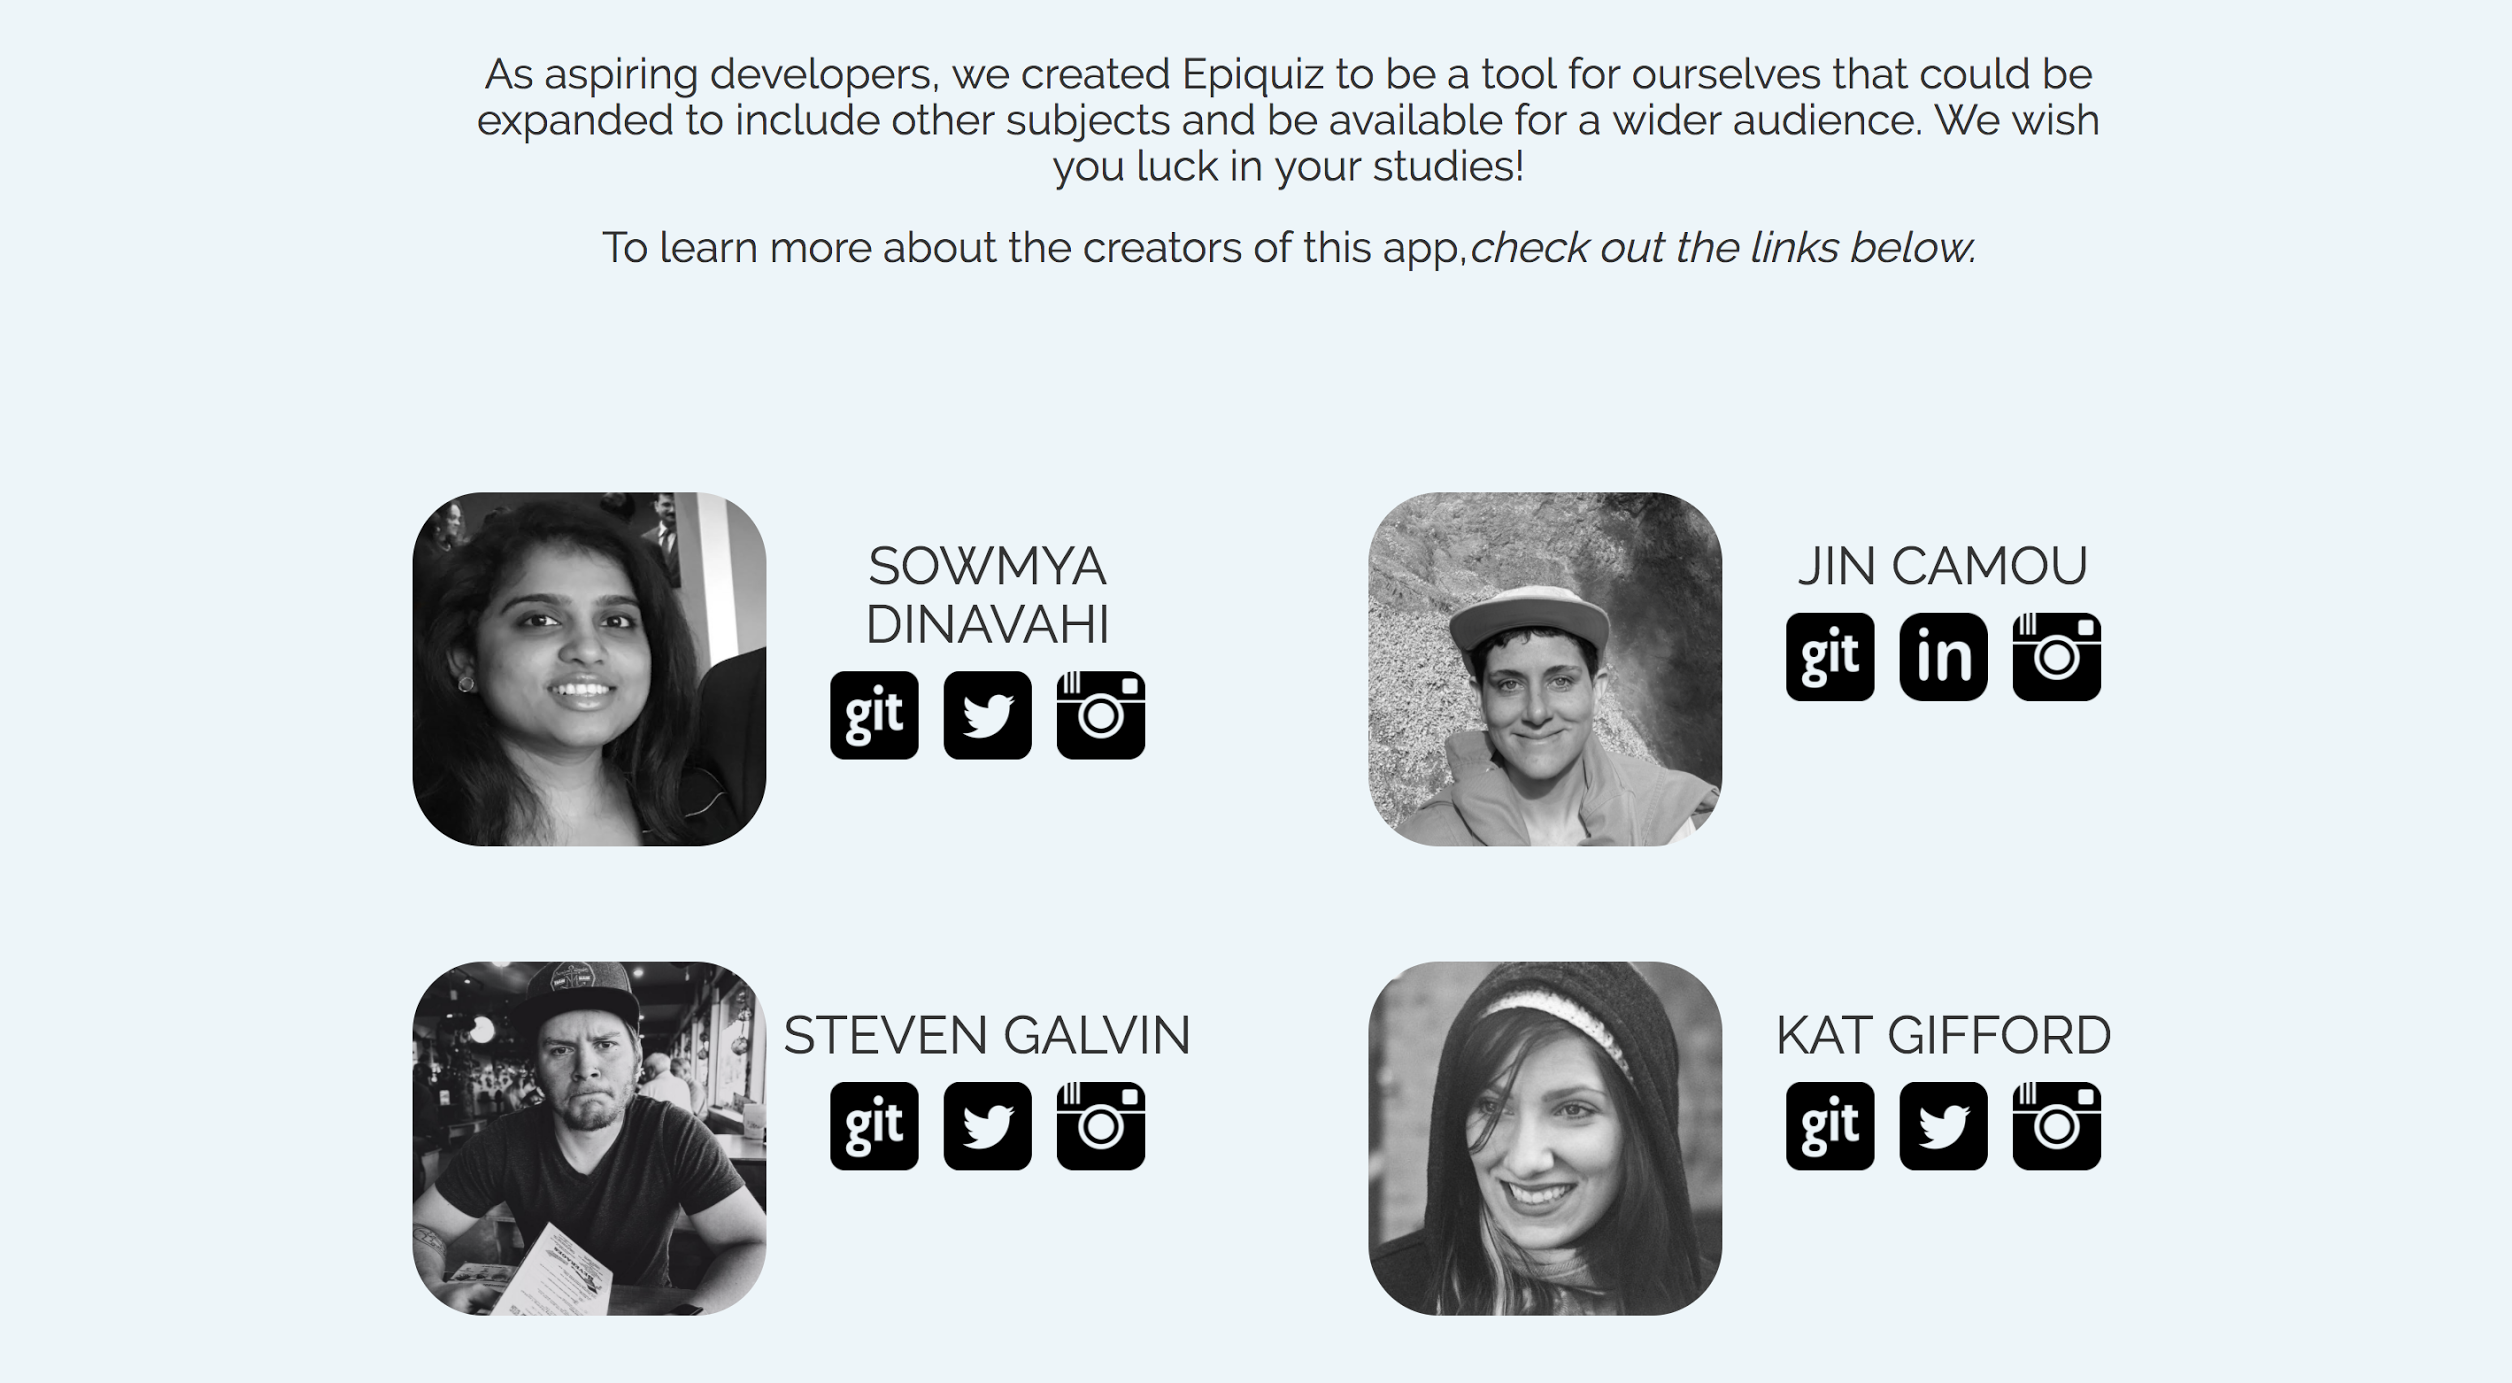 As aspiring developers, we created Epiquiz to be a tool for ourselves that could be
expanded to include other subjects and be available for a wider audience. We wish
you luck in your studies!
To learn more about the creators of this app,check out the links below.
SOWMYA
DINAVAHI
git
JIN CAMOU
git in
STEVEN GALVIN
git
KAT GIFFORD
git